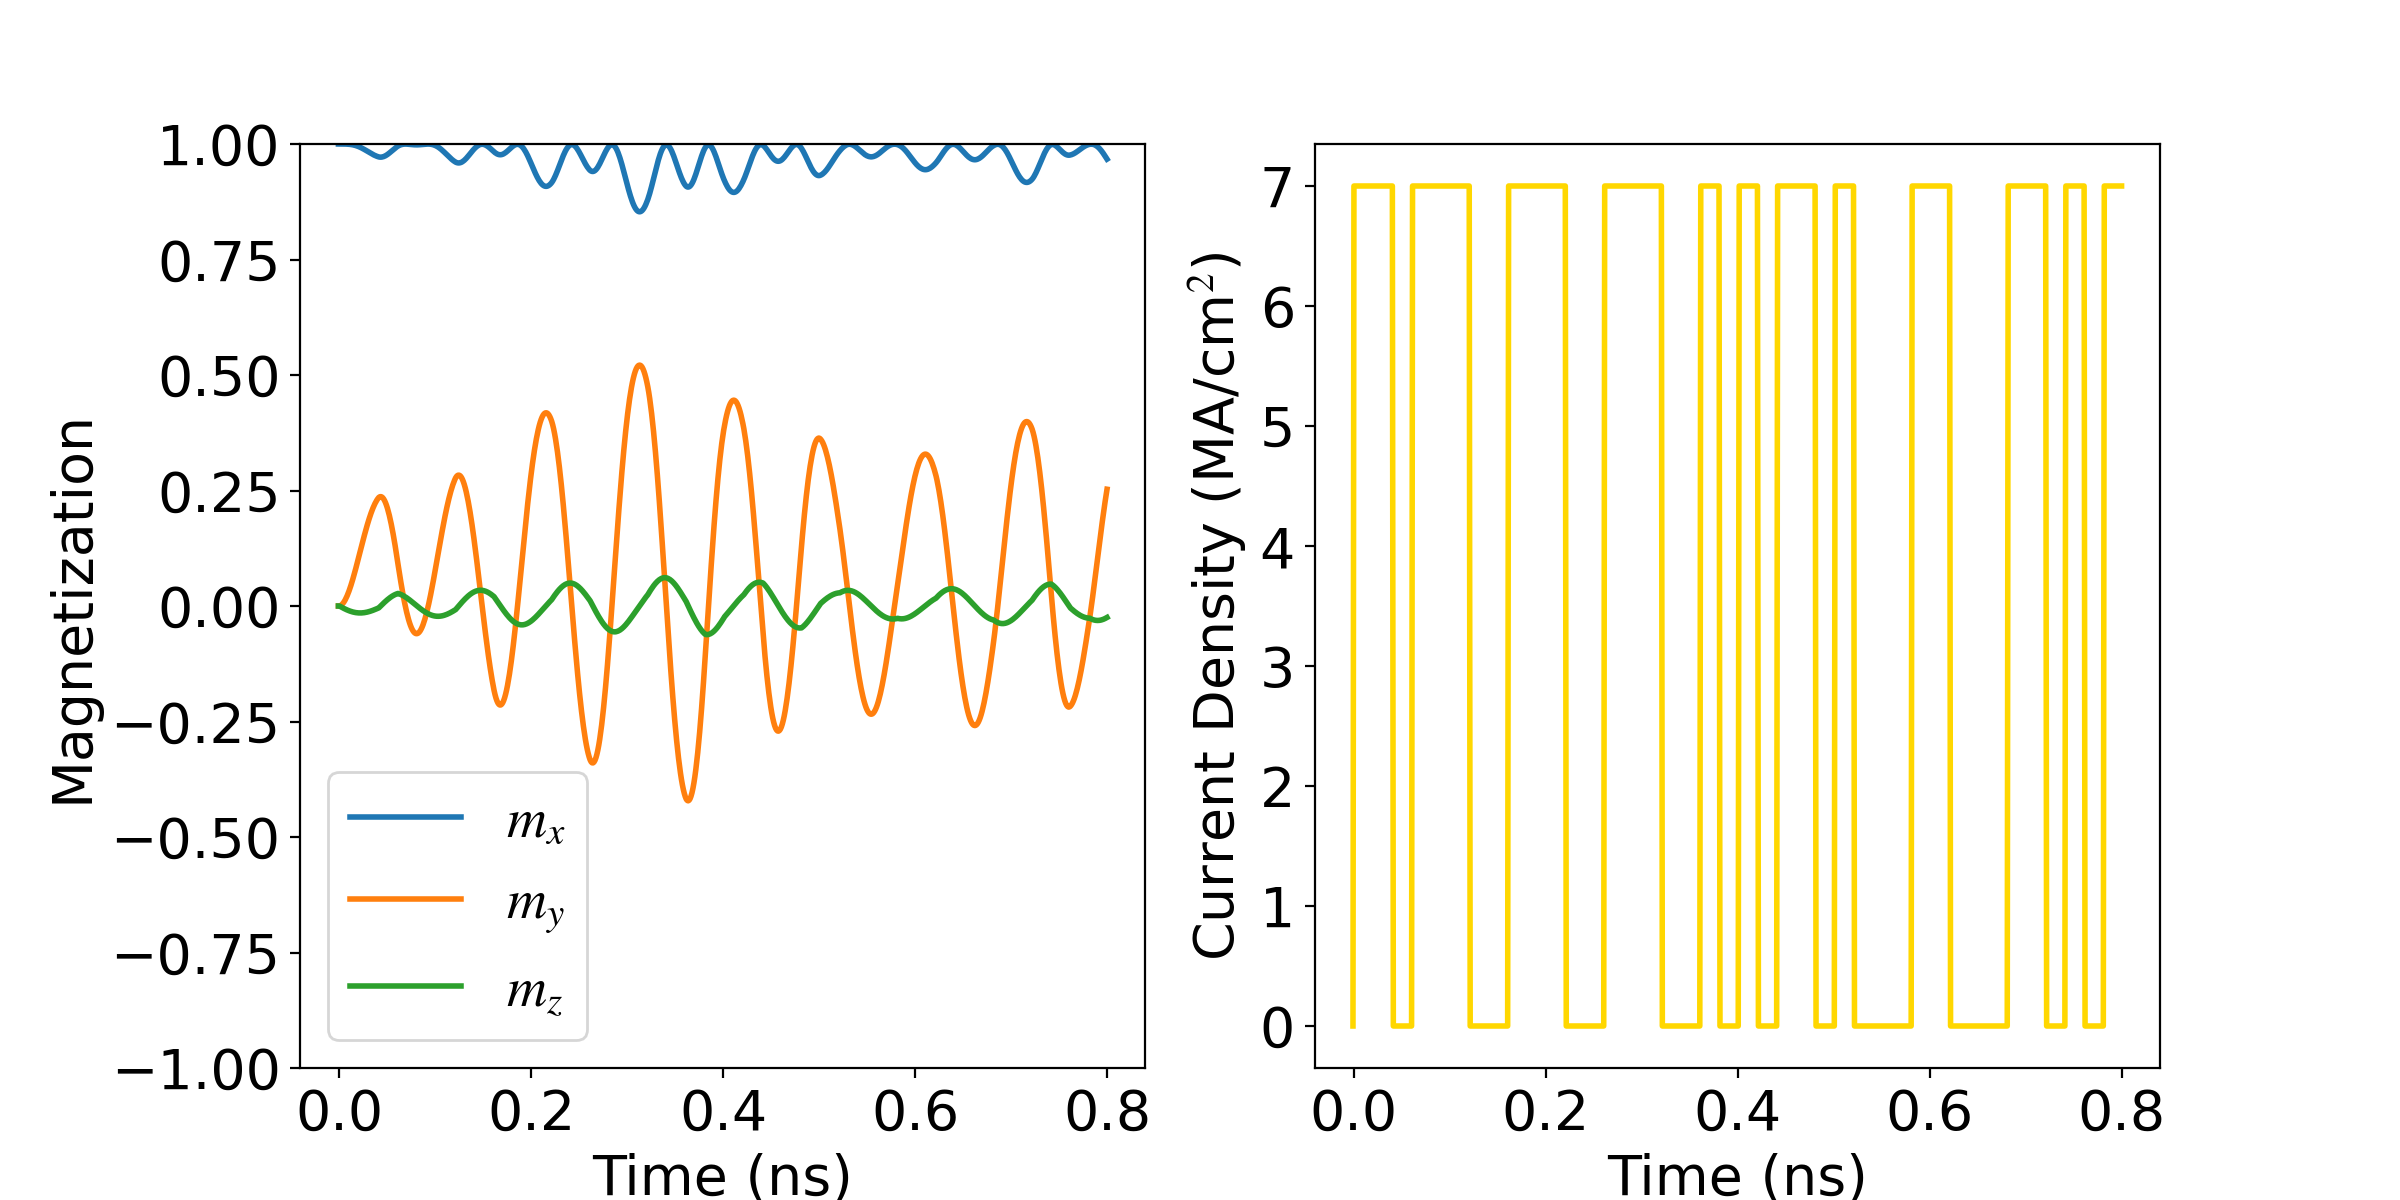 1.00
0.75
0.50
0.25
0.00
−0.25
−0.50
−0.75
−1.00
Magnetization
m_x
m_y
m_z
0.0 0.2 0.4 0.6 0.8
Time (ns)
7
6
5
4
3
2
1
0
Current Density (MA/cm²)
0.0 0.2 0.4 0.6 0.8
Time (ns)